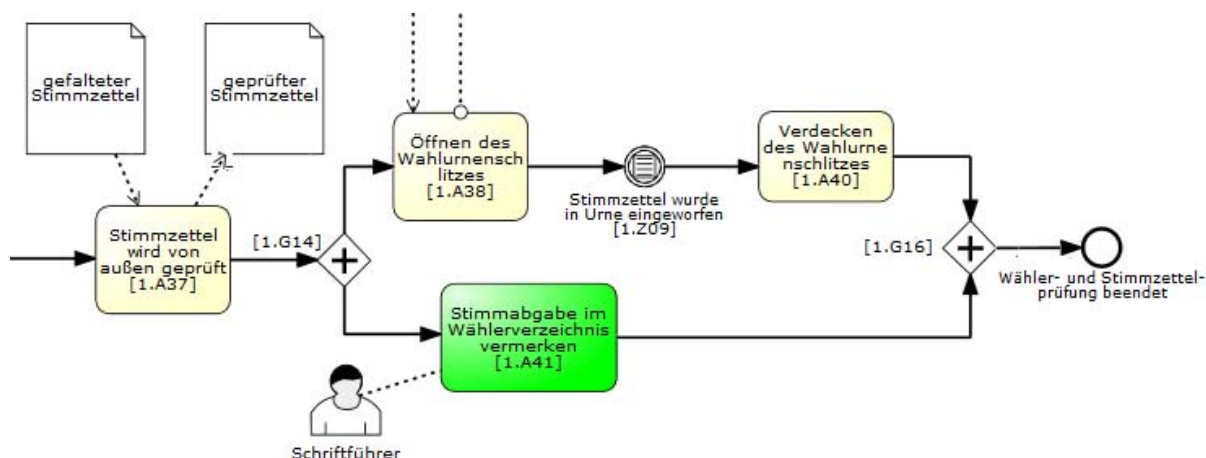 gefalteter
Stimmzettel
geprüfter
Stimmzettel
Stimmzettel
wird von
außen geprüft
[1.A37]
[1.G14]
Öffnen des
Wahlurnensch
litzes
[1.A38]
Stimmzettel wurde
in Urne eingeworfen
[1.Z09]
Verdecken
des Wahlurne
nschlitzes
[1.A40]
Stimmabgabe im
Wählerverzeichnis
vermerken
[1.A41]
Schriftführer
[1.G16]
Wähler- und Stimmzettel-
prüfung beendet